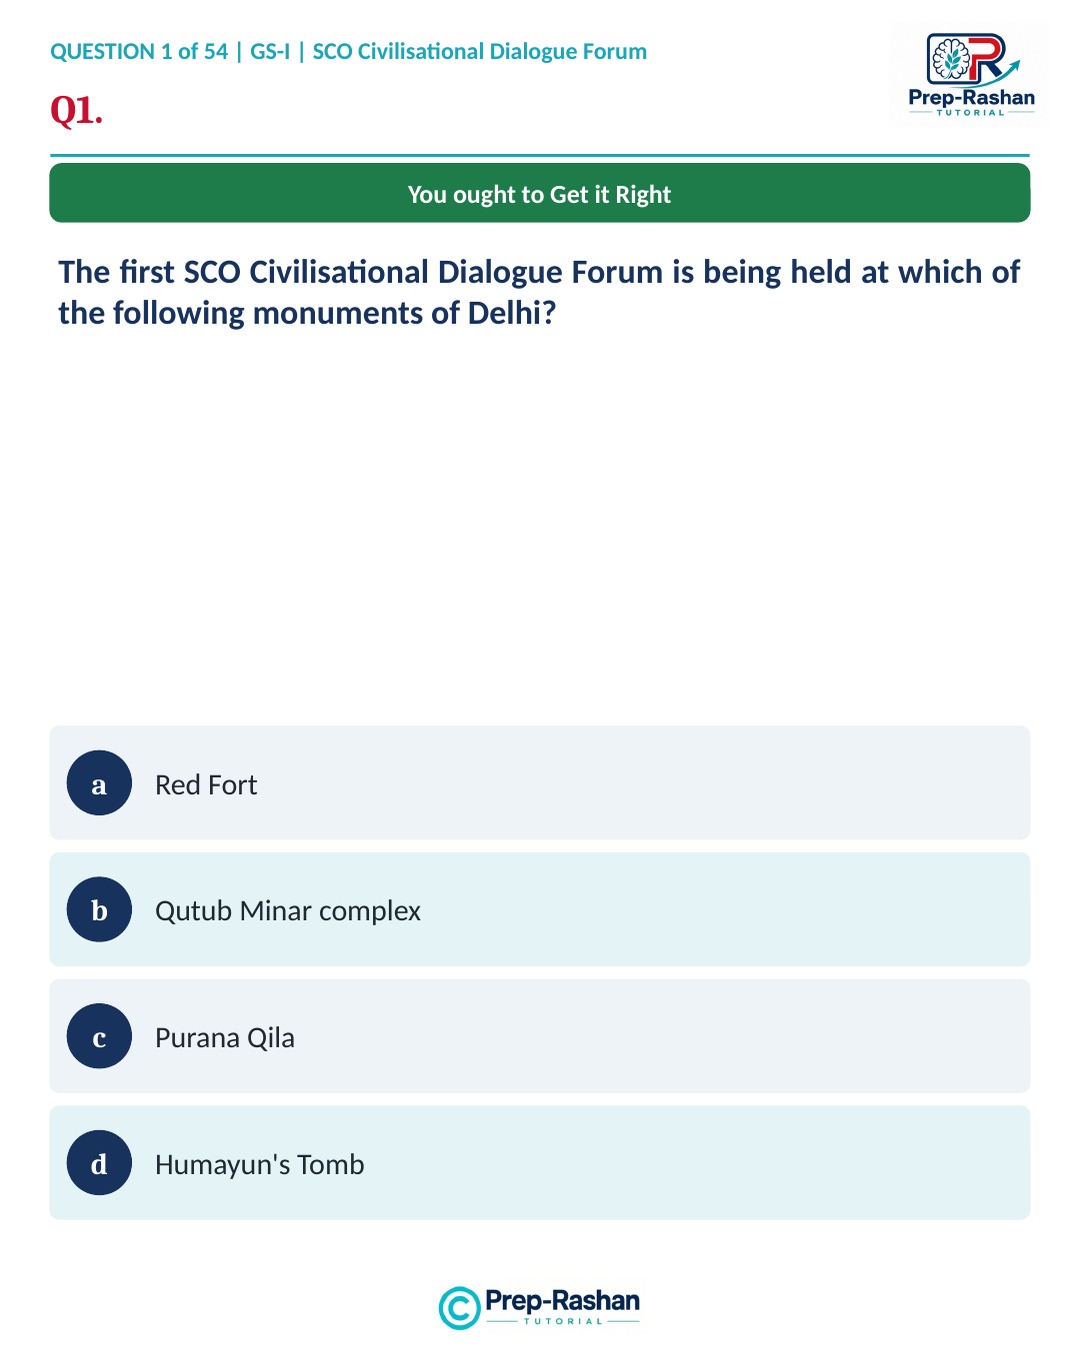 QUESTION 1 of 54 | GS-I | SCO Civilisational Dialogue Forum
Prep-Rashan
TUTORIAL
Q1.
You ought to Get it Right
The first SCO Civilisational Dialogue Forum is being held at which of
the following monuments of Delhi?
a Red Fort
b Qutub Minar complex
c Purana Qila
d Humayun's Tomb
© Prep-Rashan
TUTORIAL